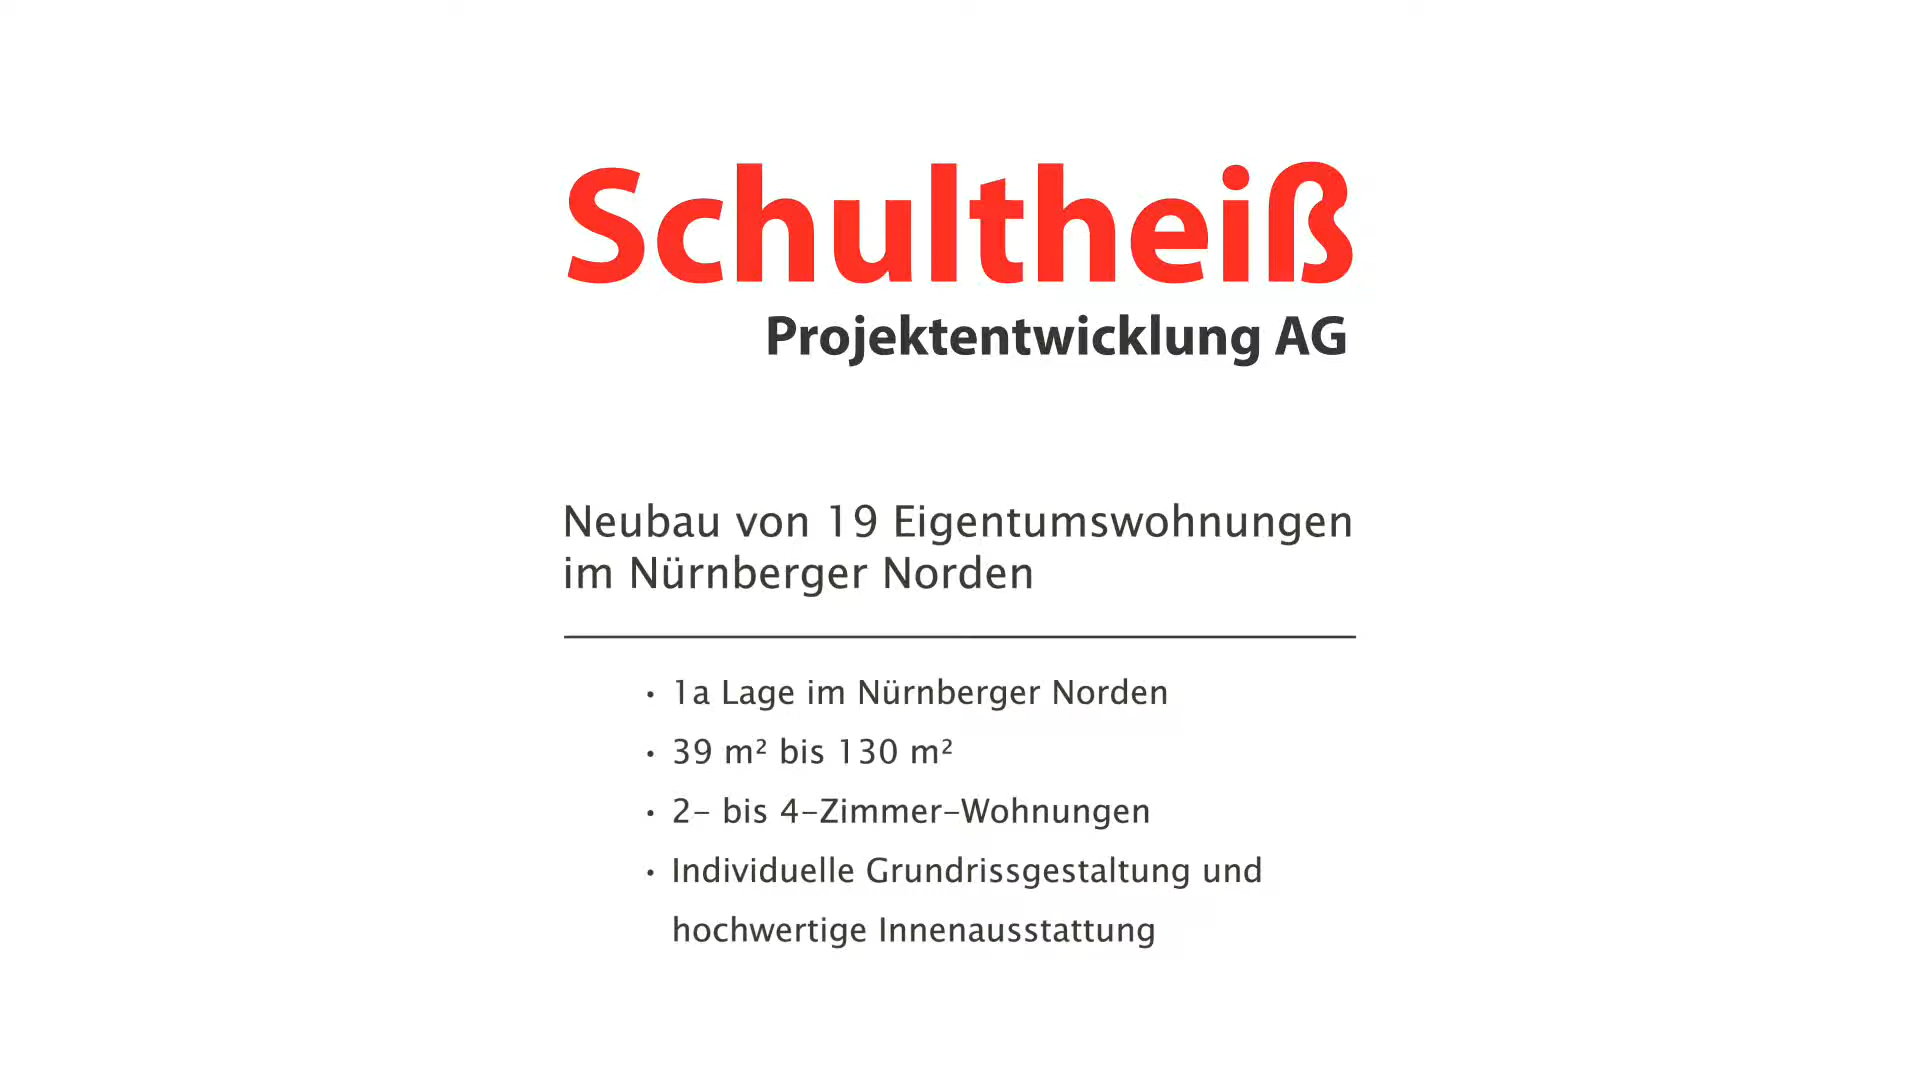 Schultheiß
Projektentwicklung AG
Neubau von 19 Eigentumswohnungen
im Nürnberger Norden
• 1a Lage im Nürnberger Norden
• 39 m² bis 130 m²
• 2- bis 4-Zimmer-Wohnungen
• Individuelle Grundrissgestaltung und
hochwertige Innenausstattung